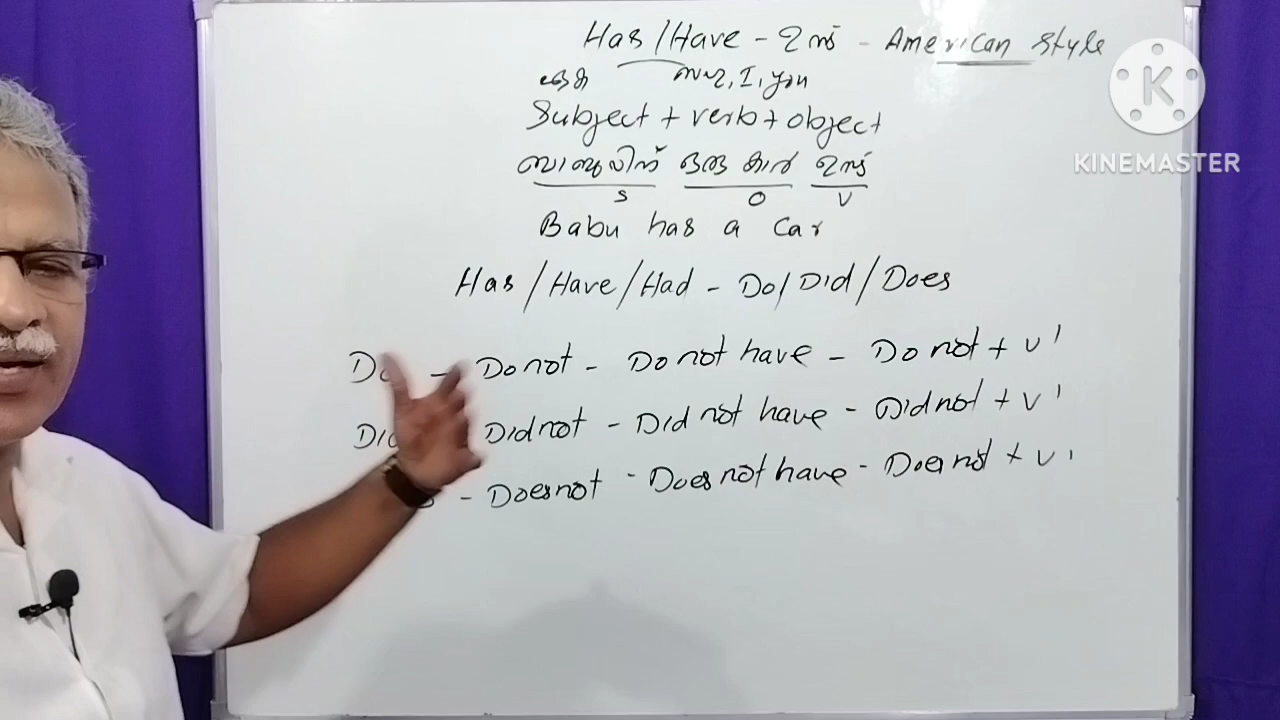 Has/Have - ഉണ്ട് - American Style
ഏക ബഹു, I, you
Subject + verb + object
ബാബുവിന് ഒരു കാർ ഉണ്ട്
S O V
Babu has a car
Has/Have/Had - Do/Did/Does
Do - Do not - Do not have - Do not + V1
Did - Did not - Did not have - Did not + V1
- Does not - Does not have - Does not + V1
K
KINEMASTER